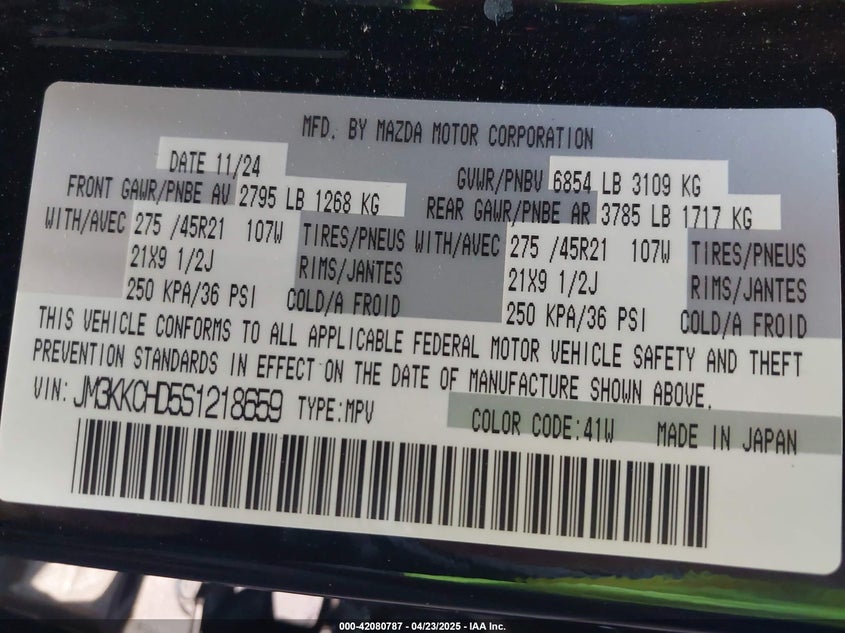 MFD. BY MAZDA MOTOR CORPORATION
DATE 11/24 GVWR/PNBV 6854 LB 3109 KG
FRONT GAWR/PNBE AV 2795 LB 1268 KG REAR GAWR/PNBE AR 3785 LB 1717 KG
WITH/AVEC 275 /45R21 107W TIRES/PNEUS WITH/AVEC 275 /45R21 107W TIRES/PNEUS
21X9 1/2J RIMS/JANTES 21X9 1/2J RIMS/JANTES
250 KPA/36 PSI COLD/A FROID 250 KPA/36 PSI COLD/A FROID
THIS VEHICLE CONFORMS TO ALL APPLICABLE FEDERAL MOTOR VEHICLE SAFETY AND THEFT
PREVENTION STANDARDS IN EFFECT ON THE DATE OF MANUFACTURE SHOWN ABOVE.
VIN: JM3KKCHD5S1218659 TYPE:MPV COLOR CODE:41W MADE IN JAPAN
000-42080787 - 04/23/2025 - IAA Inc.